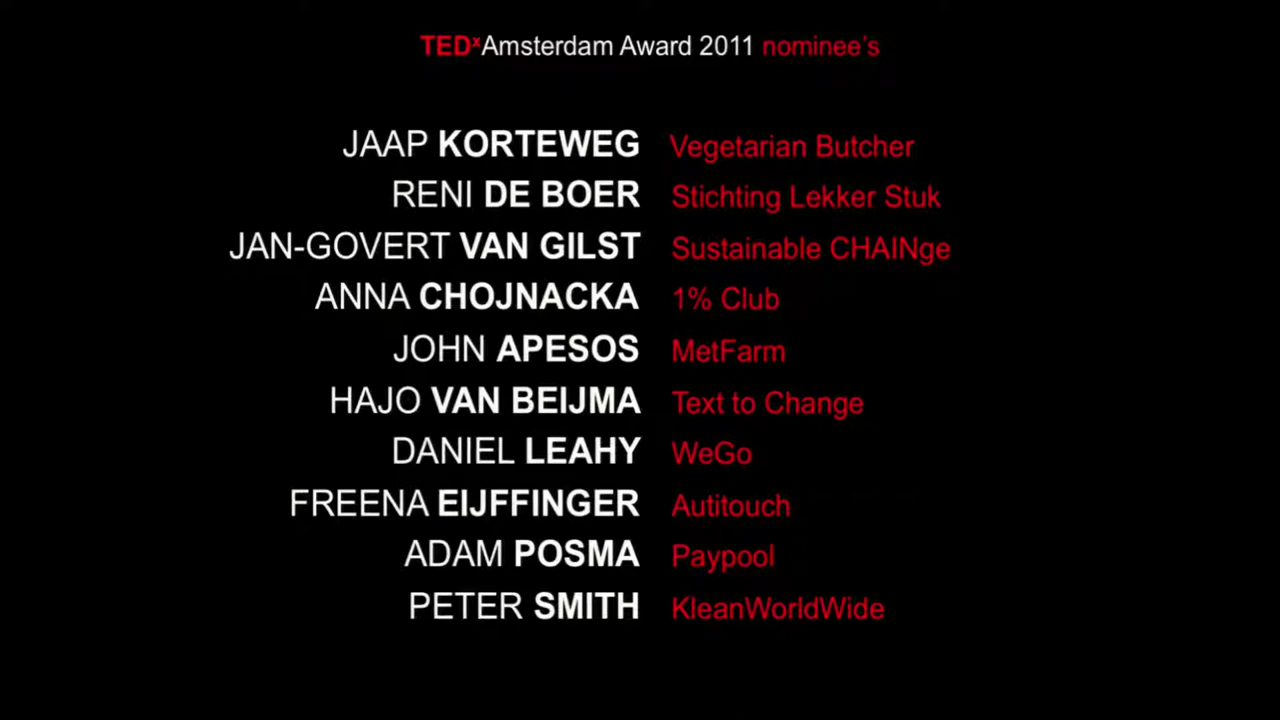 TEDxAmsterdam Award 2011 nominee's
JAAP KORTEWEG Vegetarian Butcher
RENI DE BOER Stichting Lekker Stuk
JAN-GOVERT VAN GILST Sustainable CHAINge
ANNA CHOJNACKA 1% Club
JOHN APESOS MetFarm
HAJO VAN BEIJMA Text to Change
DANIEL LEAHY WeGo
FREENA EIJFFINGER Autitouch
ADAM POSMA Paypool
PETER SMITH KleanWorldWide